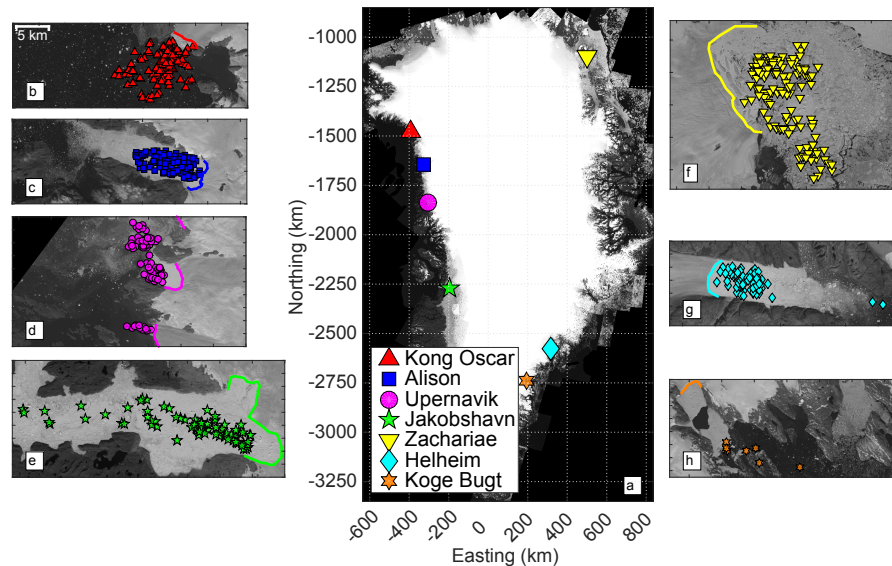 5 km
b
c
d
e
Northing (km)
-1000
-1250
-1500
-1750
-2000
-2250
-2500
-2750
-3000
-3250
Kong Oscar
Alison
Upernavik
Jakobshavn
Zachariae
Helheim
Koge Bugt
a
-600
-400
-200
0
200
400
600
800
Easting (km)
f
g
h